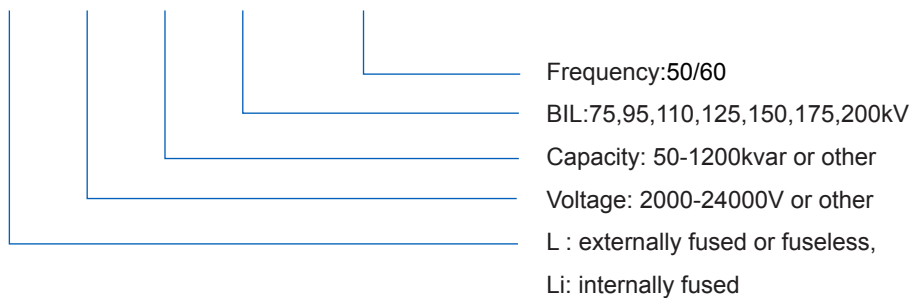 Frequency:50/60
BIL:75,95,110,125,150,175,200kV
Capacity: 50-1200kvar or other
Voltage: 2000-24000V or other
L : externally fused or fuseless,
Li: internally fused